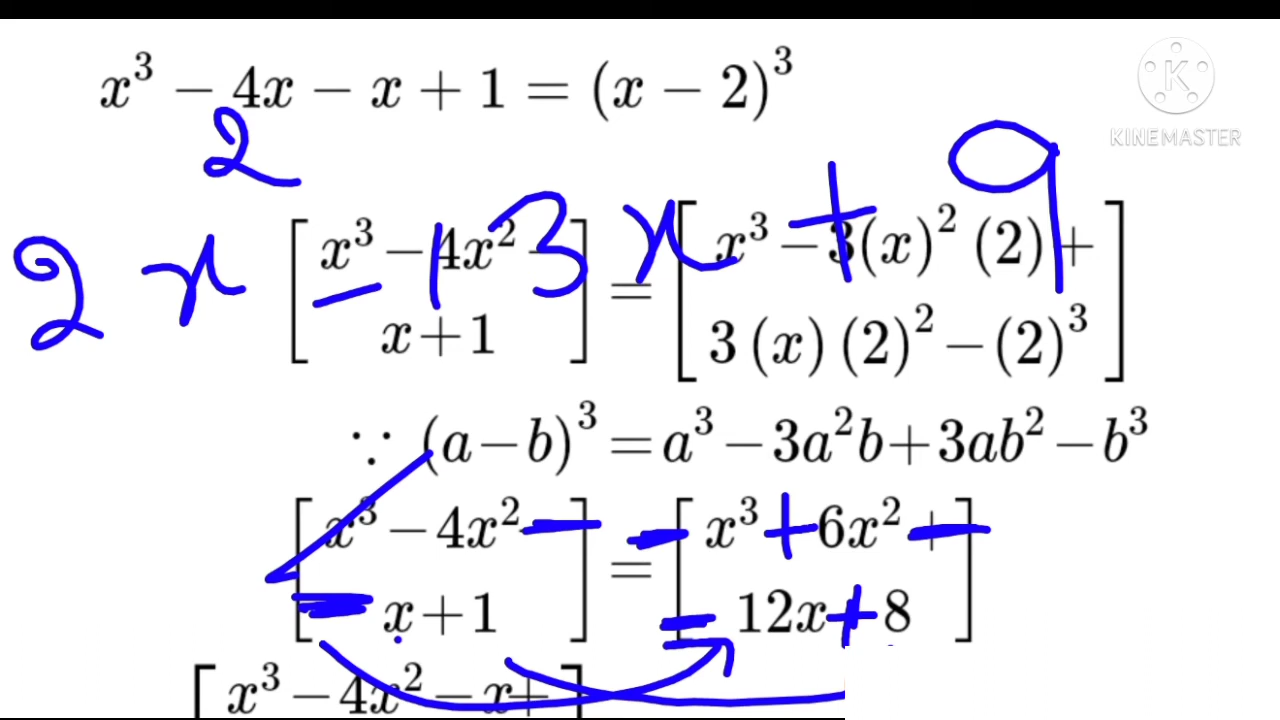 x³ − 4x − x + 1 = (x − 2)³
KINEMASTER
2
2x − 13x + 9
[x³ − 4x² − x + 1] = [x³ − 3(x)² (2) + 3 (x) (2)² − (2)³]
∵ (a − b)³ = a³ − 3a²b + 3ab² − b³
[x³ − 4x² − x + 1] = − [x³ + 6x² − 12x + 8]
[x³ − 4x² − x +]